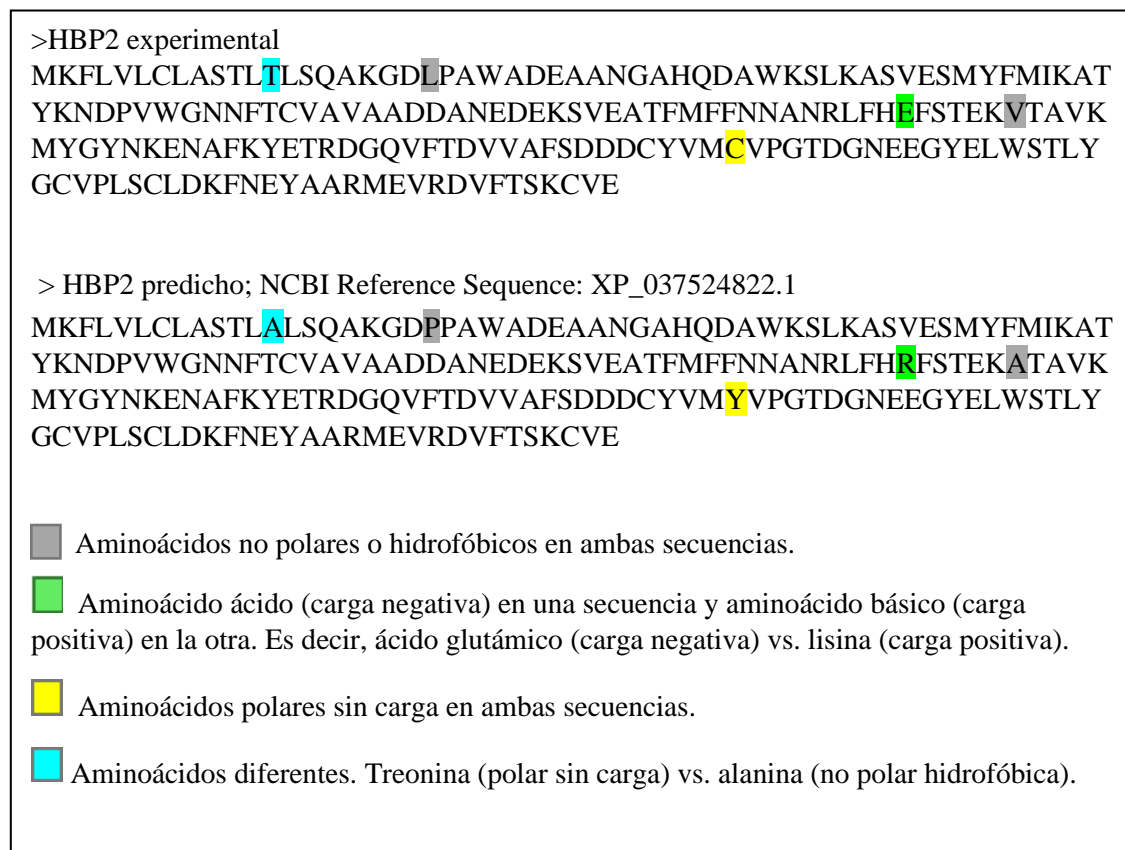 >HBP2 experimental
MKFLVLCLASTLTLSQAKGDLPAWADEAANGAHQDAWKSLKASVESMYFMIKAT
YKNDPVWGNNFTCVAVAADDANEDEKSVEATFMFFNNANRLFHEFSTEKVTAVK
MYGYNKENAFKYETRDGQVFTDVVAFSDDDCYVMCVPGTDGNEEGYELWSTLY
GCVPLSCLDKFNEYAARMEVRDVFTSKCVE
> HBP2 predicho; NCBI Reference Sequence: XP_037524822.1
MKFLVLCLASTLALSQAKGDPPAWADEAANGAHQDAWKSLKASVESMYFMIKAT
YKNDPVWGNNFTCVAVAADDANEDEKSVEATFMFFNNANRLFHRFSTEKATAVK
MYGYNKENAFKYETRDGQVFTDVVAFSDDDCYVMYVPGTDGNEEGYELWSTLY
GCVPLSCLDKFNEYAARMEVRDVFTSKCVE
Aminoácidos no polares o hidrofóbicos en ambas secuencias.
Aminoácido ácido (carga negativa) en una secuencia y aminoácido básico (carga
positiva) en la otra. Es decir, ácido glutámico (carga negativa) vs. lisina (carga positiva).
Aminoácidos polares sin carga en ambas secuencias.
Aminoácidos diferentes. Treonina (polar sin carga) vs. alanina (no polar hidrofóbica).